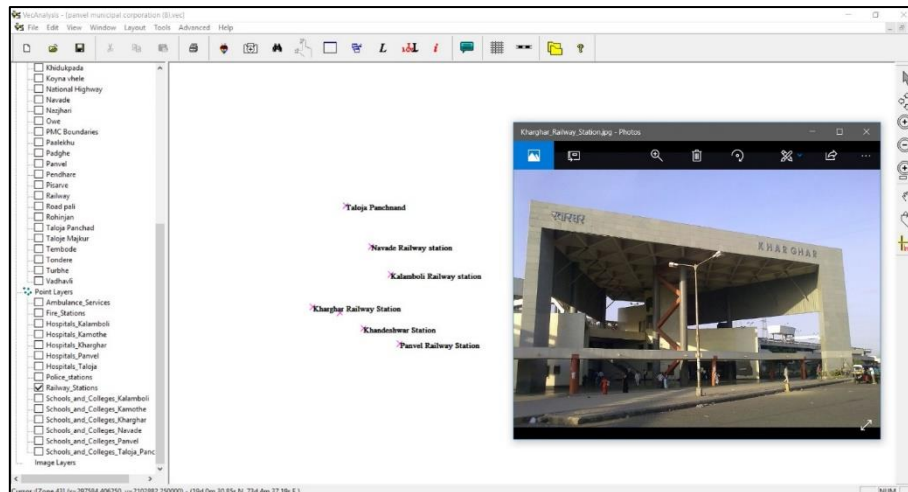 VecAnalysis - [panvel municipal corporation (8).vec]
File Edit View Window Layout Tools Advanced Help
Khidukpada
Koyna vhele
National Highway
Navade
Nagjhari
Owe
PMC Boundaries
Paalekhu
Padghe
Panvel
Pendhare
Pisarve
Railway
Road pali
Rohinjan
Taloja Panchad
Taloje Majkur
Tembode
Tondere
Turbhe
Vadhavli
Point Layers
Ambulance_Services
Fire_Stations
Hospitals_Kalamboli
Hospitals_Kamothe
Hospitals_Kharghar
Hospitals_Panvel
Hospitals_Taloja
Police_stations
Railway_Stations
Schools_and_Colleges_Kalamboli
Schools_and_Colleges_Kamothe
Schools_and_Colleges_Kharghar
Schools_and_Colleges_Navade
Schools_and_Colleges_Panvel
Schools_and_Colleges_Taloja_Panc
Image Layers
Taloja Panchnand
Navade Railway station
Kalamboli Railway station
Kharghar Railway Station
Khandeshwar Station
Panvel Railway Station
Kharghar_Railway_Station.jpg - Photos
खारघर
KHARGHAR
NUM